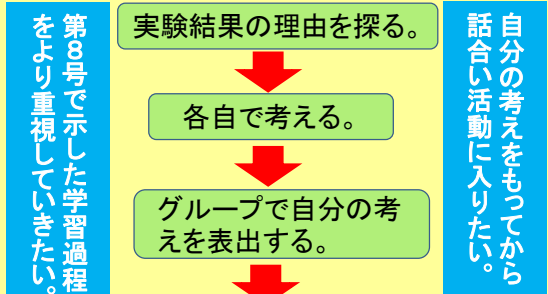 自分の考えをもってから
話合い活動に入りたい。
実験結果の理由を探る。
各自で考える。
グループで自分の考
えを表出する。
第８号で示した学習過程
をより重視していきたい。